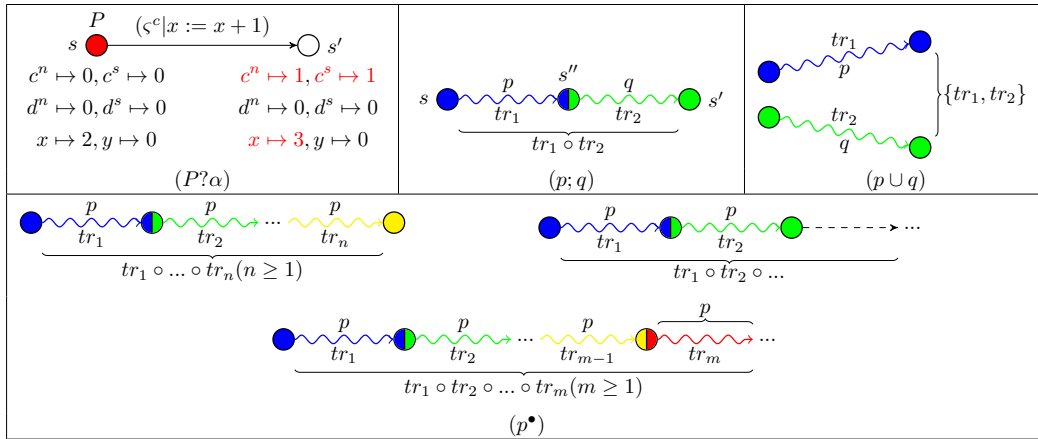 P
(ς^c|x := x + 1)
s s′
c^n ↦ 0, c^s ↦ 0 c^n ↦ 1, c^s ↦ 1
d^n ↦ 0, d^s ↦ 0 d^n ↦ 0, d^s ↦ 0
x ↦ 2, y ↦ 0 x ↦ 3, y ↦ 0
(P?α)
p s′′ q
s s′
tr_1 tr_2
tr_1 ∘ tr_2
(p; q)
tr_1
p
{tr_1, tr_2}
tr_2
q
(p ∪ q)
p p p
...
tr_1 tr_2 tr_n
tr_1 ∘ ... ∘ tr_n(n ≥ 1)
p p
...
tr_1 tr_2
tr_1 ∘ tr_2 ∘ ...
p p p p
... ...
tr_1 tr_2 tr_{m−1} tr_m
tr_1 ∘ tr_2 ∘ ... ∘ tr_m(m ≥ 1)
(p^•)